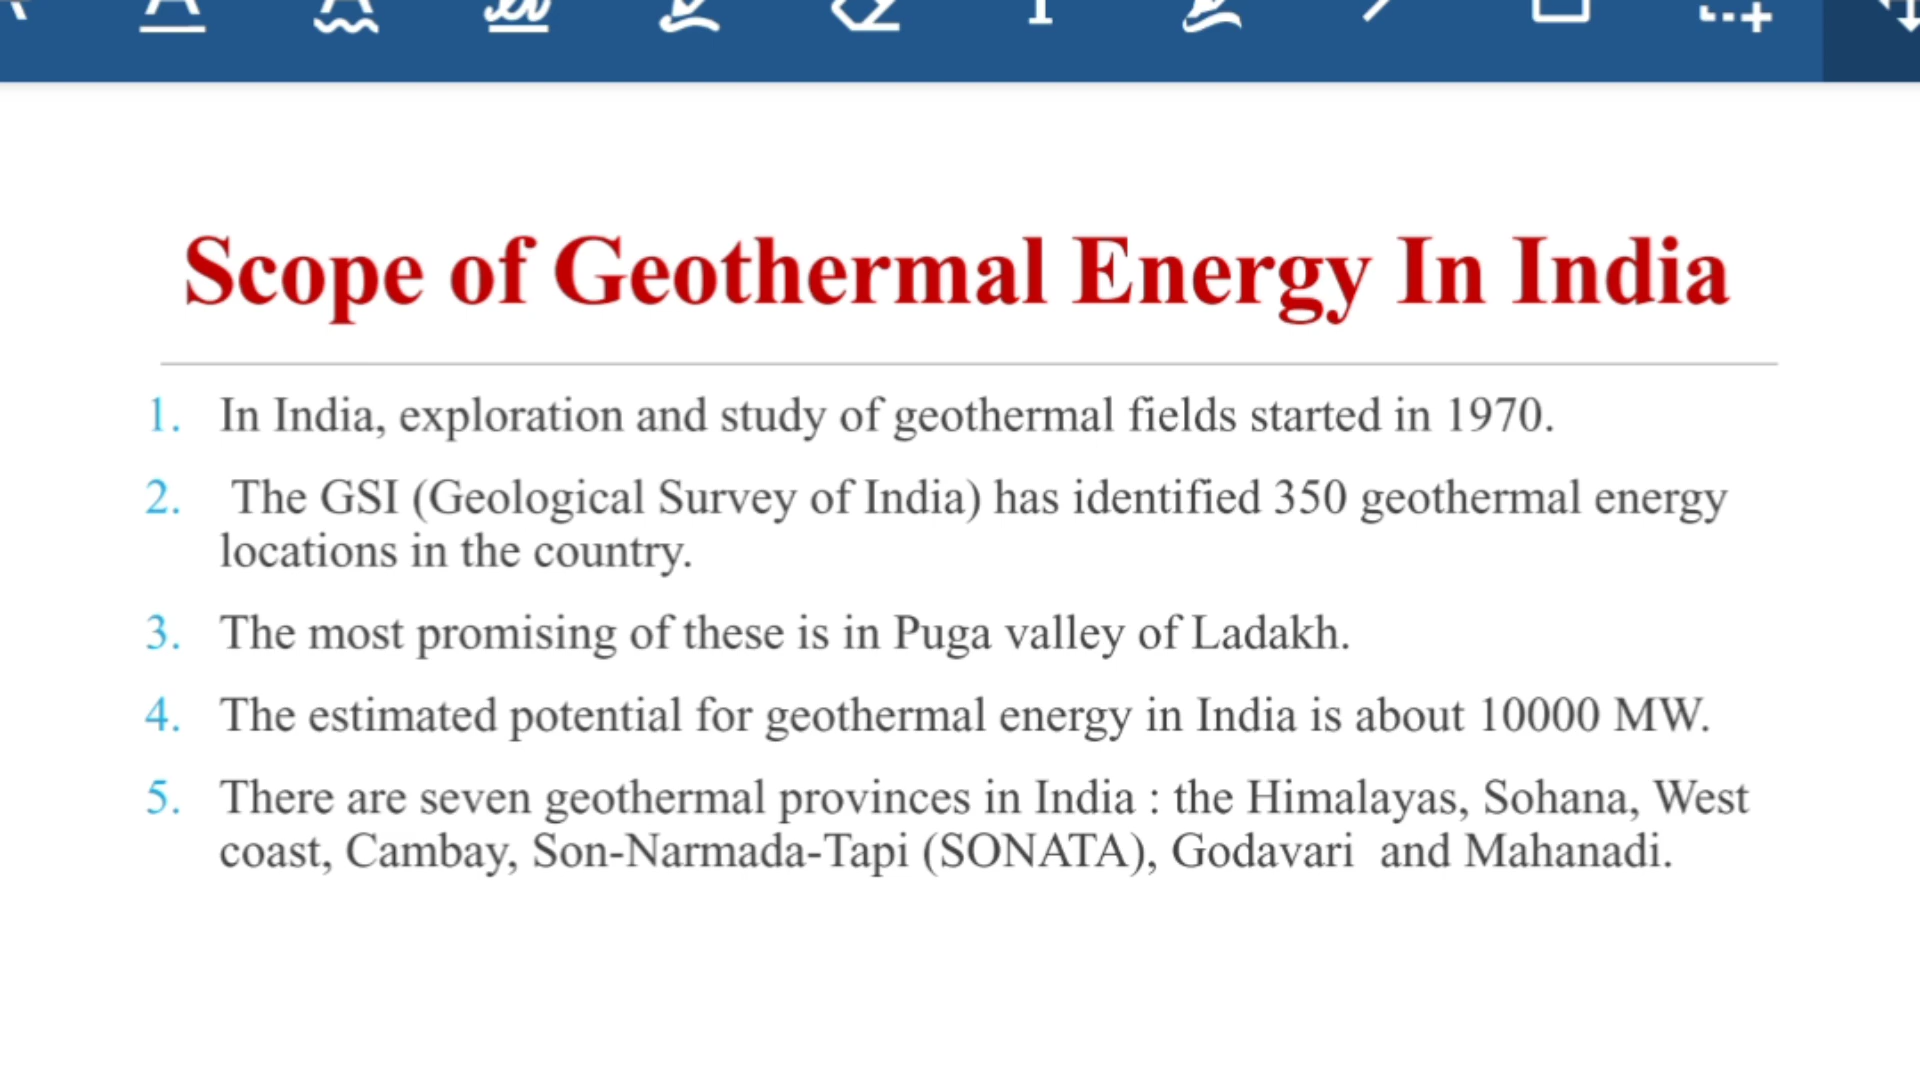 Scope of Geothermal Energy In India
1. In India, exploration and study of geothermal fields started in 1970.
2. The GSI (Geological Survey of India) has identified 350 geothermal energy
locations in the country.
3. The most promising of these is in Puga valley of Ladakh.
4. The estimated potential for geothermal energy in India is about 10000 MW.
5. There are seven geothermal provinces in India : the Himalayas, Sohana, West
coast, Cambay, Son-Narmada-Tapi (SONATA), Godavari and Mahanadi.